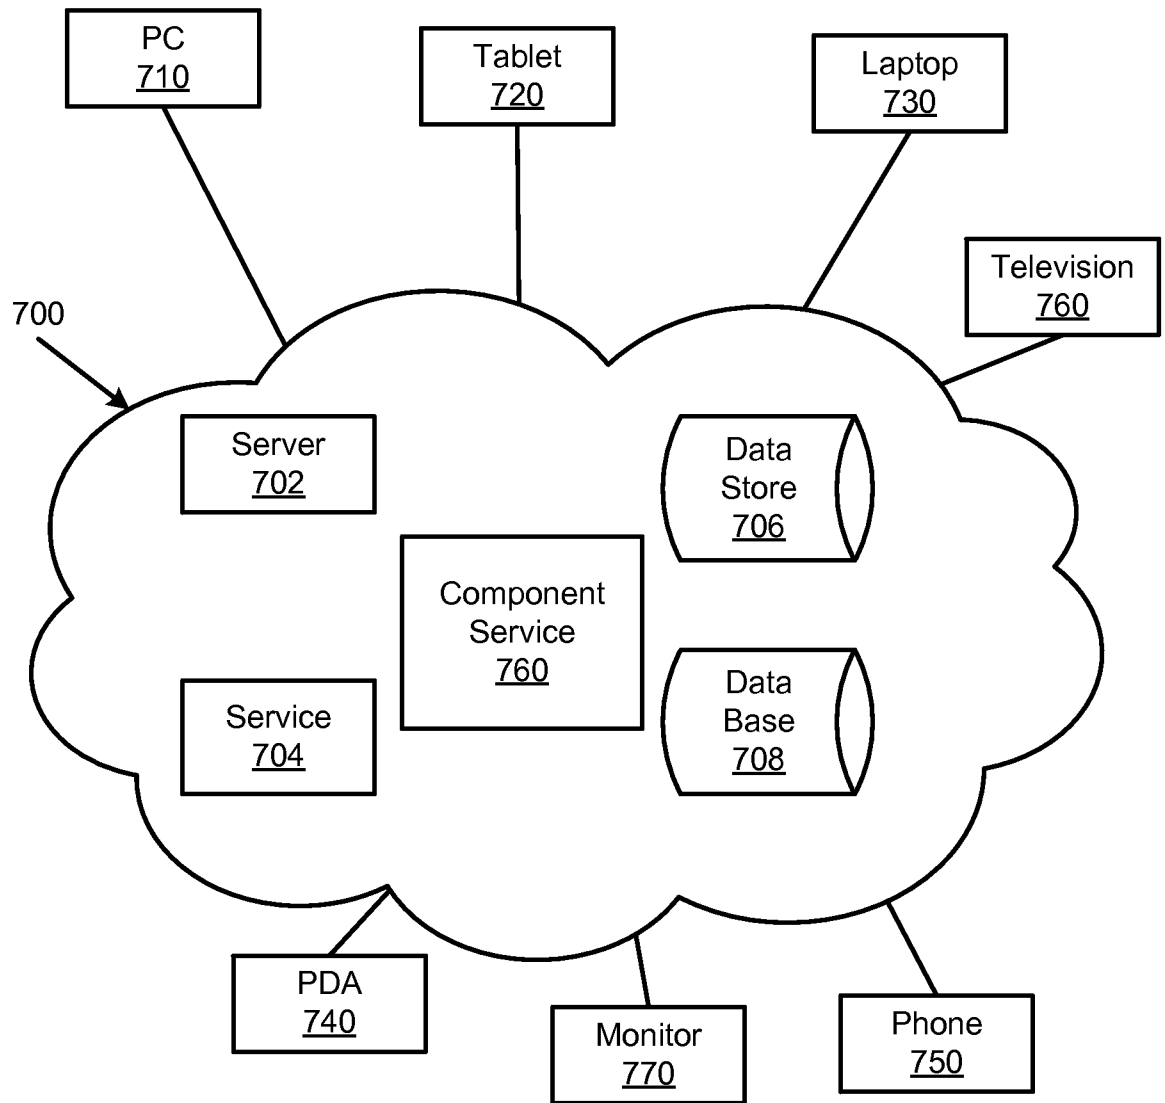 PC
710
Tablet
720
Laptop
730
Television
760
700
Server
702
Data
Store
706
Component
Service
760
Service
704
Data
Base
708
PDA
740
Monitor
770
Phone
750